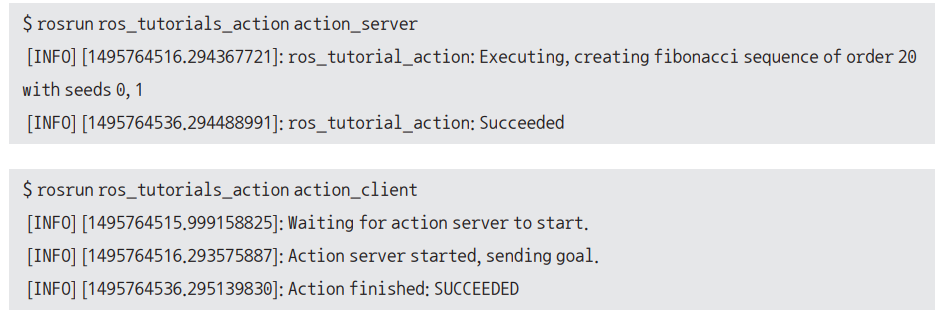 $ rosrun ros_tutorials_action action_server
[INFO] [1495764516.294367721]: ros_tutorial_action: Executing, creating fibonacci sequence of order 20
with seeds 0, 1
[INFO] [1495764536.294488991]: ros_tutorial_action: Succeeded
$ rosrun ros_tutorials_action action_client
[INFO] [1495764515.999158825]: Waiting for action server to start.
[INFO] [1495764516.293575887]: Action server started, sending goal.
[INFO] [1495764536.295139830]: Action finished: SUCCEEDED